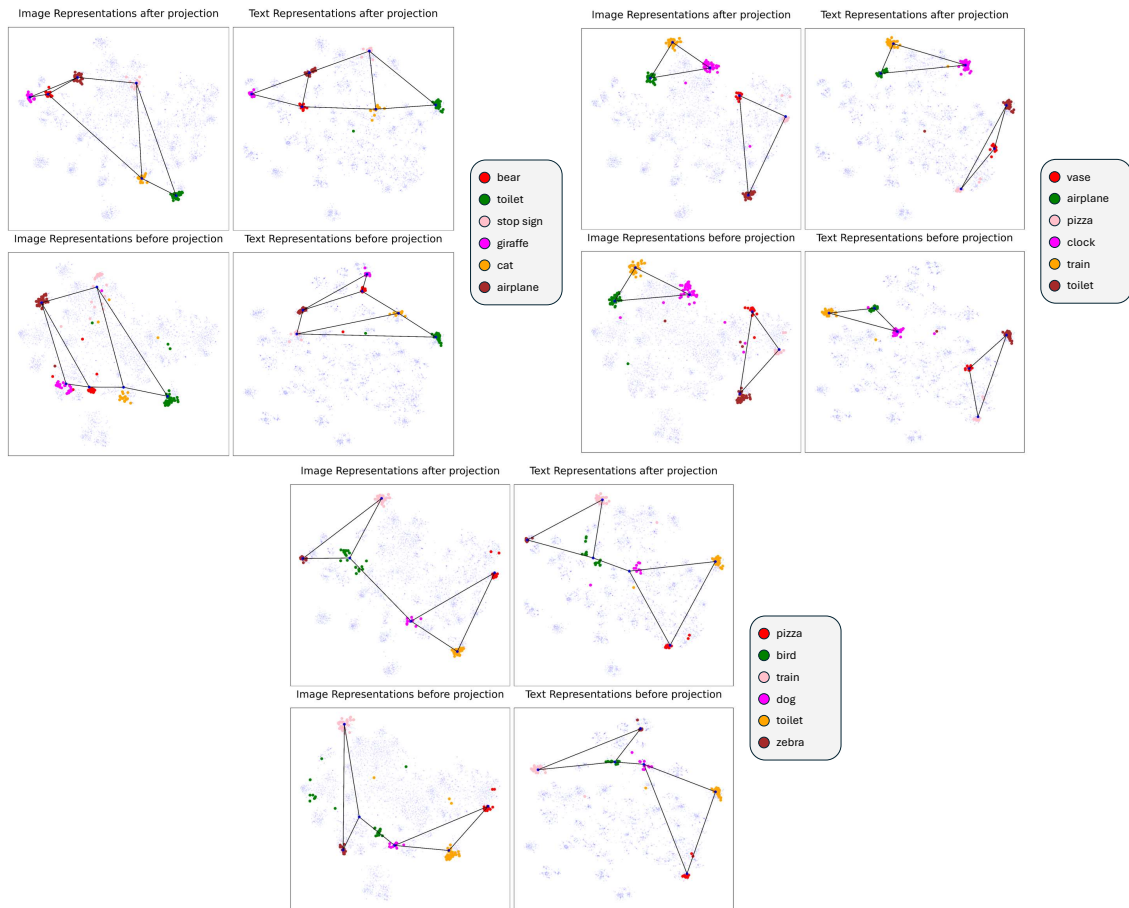 Image Representations after projection
Text Representations after projection
Image Representations before projection
Text Representations before projection
bear
toilet
stop sign
giraffe
cat
airplane
Image Representations after projection
Text Representations after projection
Image Representations before projection
Text Representations before projection
vase
airplane
pizza
clock
train
toilet
Image Representations after projection
Text Representations after projection
Image Representations before projection
Text Representations before projection
pizza
bird
train
dog
toilet
zebra